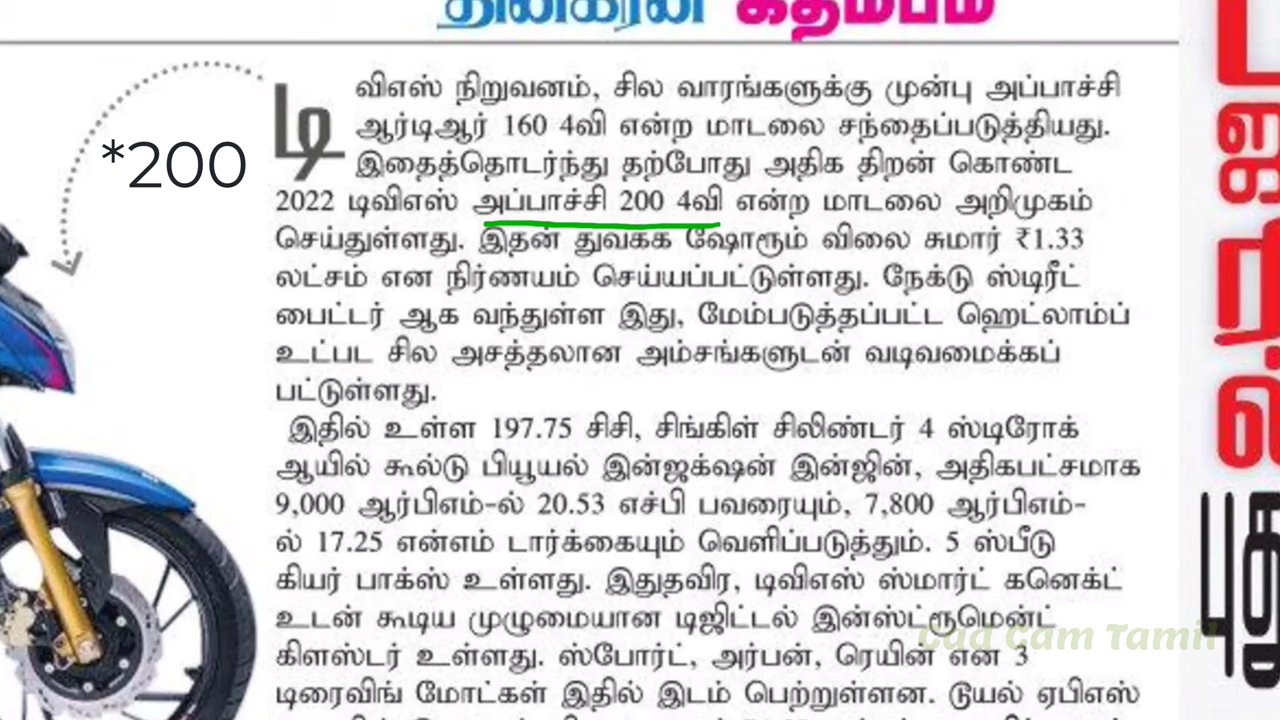 தினகரன் கதம்பம்
*200
டிவிஎஸ் நிறுவனம், சில வாரங்களுக்கு முன்பு அப்பாச்சி
ஆர்டிஆர் 160 4வி என்ற மாடலை சந்தைப்படுத்தியது.
இதைத்தொடர்ந்து தற்போது அதிக திறன் கொண்ட
2022 டிவிஎஸ் அப்பாச்சி 200 4வி என்ற மாடலை அறிமுகம்
செய்துள்ளது. இதன் துவக்க ஷோரூம் விலை சுமார் ₹1.33
லட்சம் என நிர்ணயம் செய்யப்பட்டுள்ளது. நேக்டு ஸ்டிரீட்
பைட்டர் ஆக வந்துள்ள இது, மேம்படுத்தப்பட்ட ஹெட்லாம்ப்
உட்பட சில அசத்தலான அம்சங்களுடன் வடிவமைக்கப்
பட்டுள்ளது.
இதில் உள்ள 197.75 சிசி, சிங்கிள் சிலிண்டர் 4 ஸ்டிரோக்
ஆயில் கூல்டு பியூயல் இன்ஜக்‌ஷன் இன்ஜின், அதிகபட்சமாக
9,000 ஆர்பிஎம்-ல் 20.53 எச்பி பவரையும், 7,800 ஆர்பிஎம்-
ல் 17.25 என்எம் டார்க்கையும் வெளிப்படுத்தும். 5 ஸ்பீடு
கியர் பாக்ஸ் உள்ளது. இதுதவிர, டிவிஎஸ் ஸ்மார்ட் கனெக்ட்
உடன் கூடிய முழுமையான டிஜிட்டல் இன்ஸ்ட்ரூமென்ட்
கிளஸ்டர் உள்ளது. ஸ்போர்ட், அர்பன், ரெயின் என 3
டிரைவிங் மோட்கள் இதில் இடம் பெற்றுள்ளன. டூயல் ஏபிஎஸ்
Cad Cam Tamil